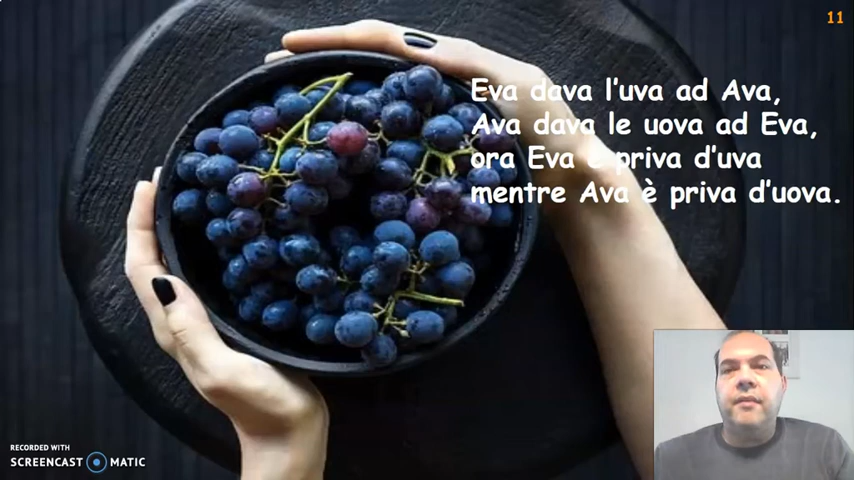 11
Eva dava l'uva ad Ava,
Ava dava le uova ad Eva,
ora Eva è priva d'uva
mentre Ava è priva d'uova.
RECORDED WITH
SCREENCAST MATIC